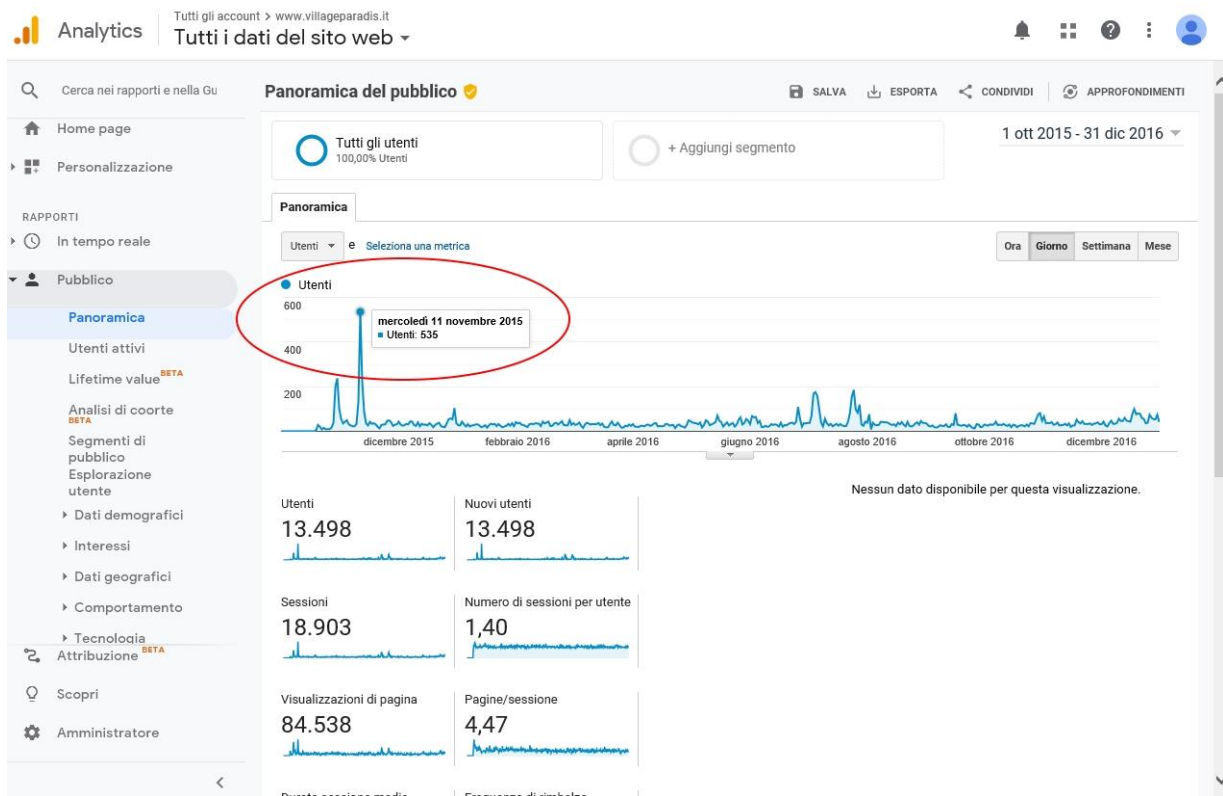 Analytics
Tutti gli account > www.villageparadis.it
Tutti i dati del sito web
Cerca nei rapporti e nella Gu
Home page
Personalizzazione
RAPPORTI
In tempo reale
Pubblico
Panoramica
Utenti attivi
Lifetime value BETA
Analisi di coorte
BETA
Segmenti di
pubblico
Esplorazione
utente
Dati demografici
Interessi
Dati geografici
Comportamento
Tecnologia
Attribuzione BETA
Scopri
Amministratore
Panoramica del pubblico
SALVA
ESPORTA
CONDIVIDI
APPROFONDIMENTI
Tutti gli utenti
100,00% Utenti
+ Aggiungi segmento
1 ott 2015 - 31 dic 2016
Panoramica
Utenti e Seleziona una metrica
Ora Giorno Settimana Mese
Utenti
600
400
200
mercoledì 11 novembre 2015
Utenti: 535
dicembre 2015 febbraio 2016 aprile 2016 giugno 2016 agosto 2016 ottobre 2016 dicembre 2016
Nessun dato disponibile per questa visualizzazione.
Utenti
13.498
Nuovi utenti
13.498
Sessioni
18.903
Numero di sessioni per utente
1,40
Visualizzazioni di pagina
84.538
Pagine/sessione
4,47